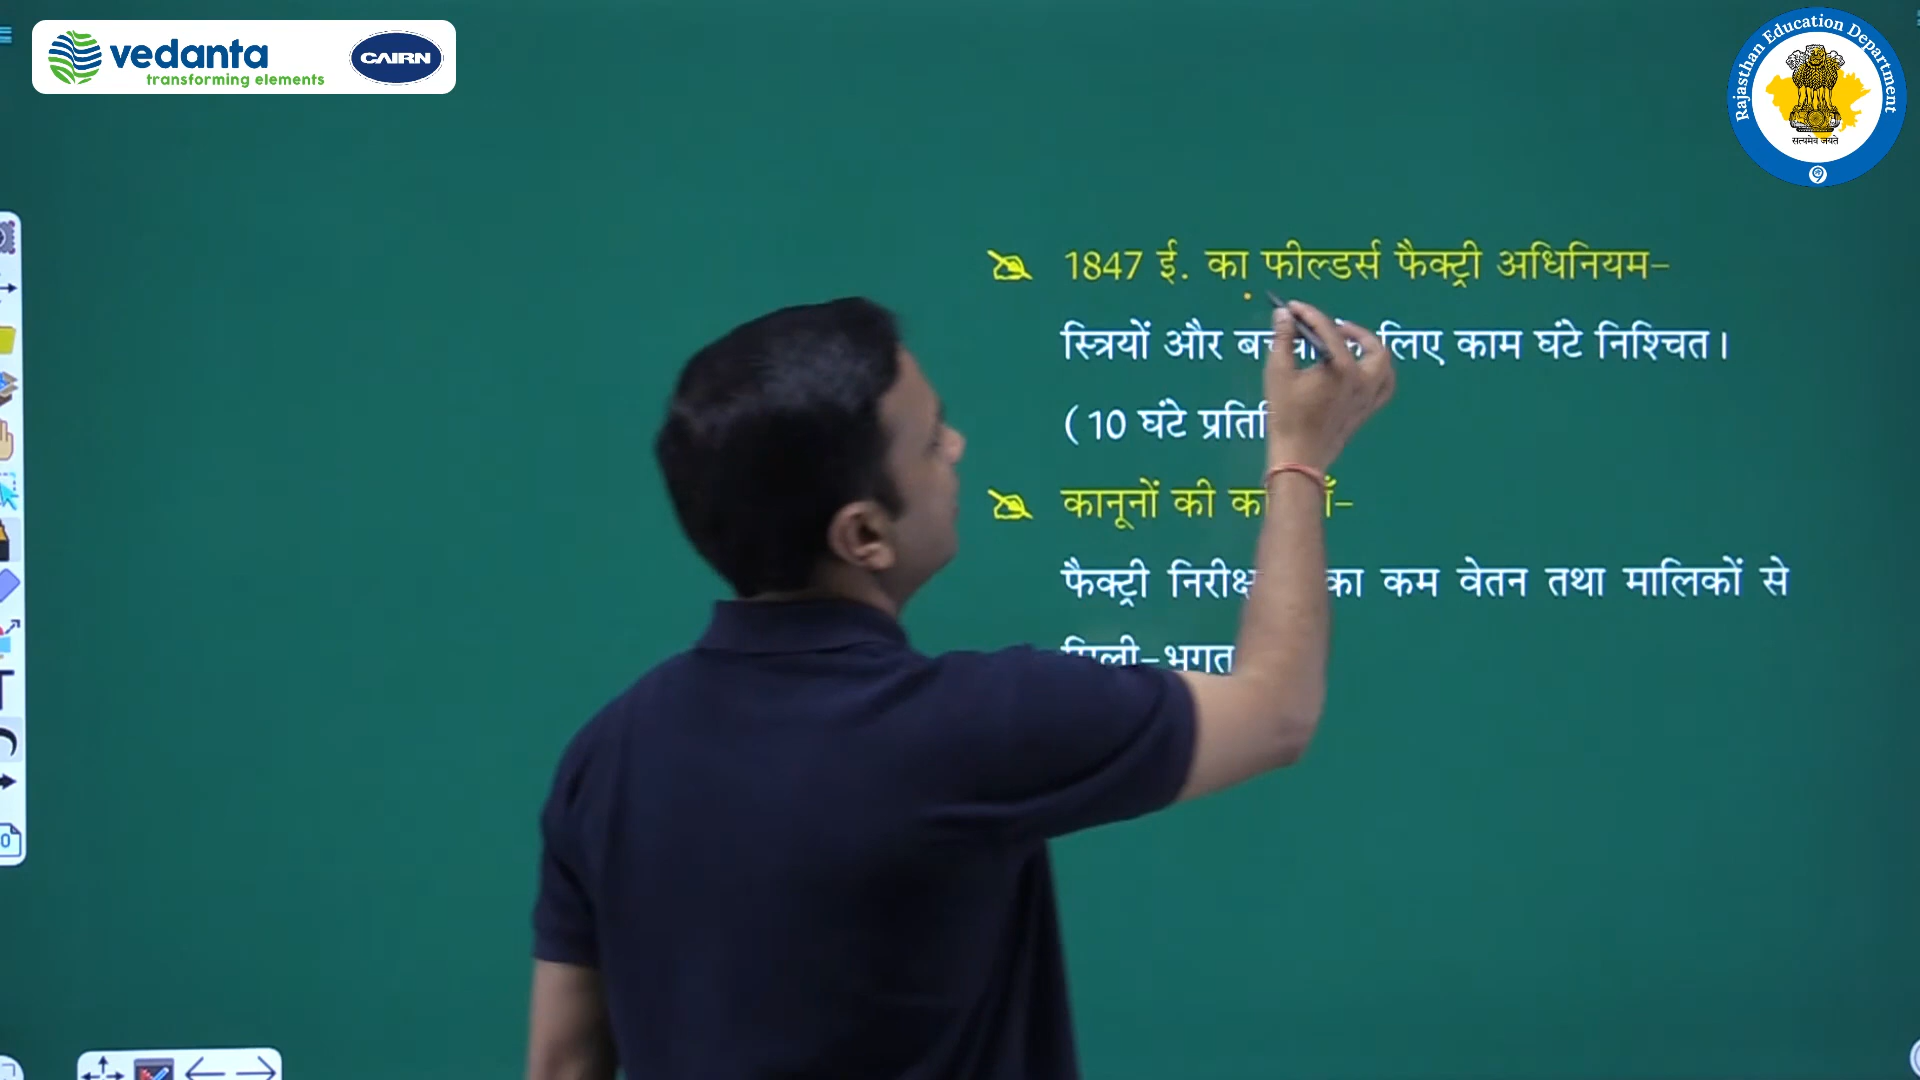 vedanta
transforming elements
CAIRN
Rajasthan Education Department
सत्यमेव जयते
1847 ई. का फील्डर्स फैक्ट्री अधिनियम-
स्त्रियों और लिए काम घंटे निश्चित।
(10 घंटे
कानूनों की
फैक्ट्री का कम वेतन तथा मालिकों से
मिली-भगत